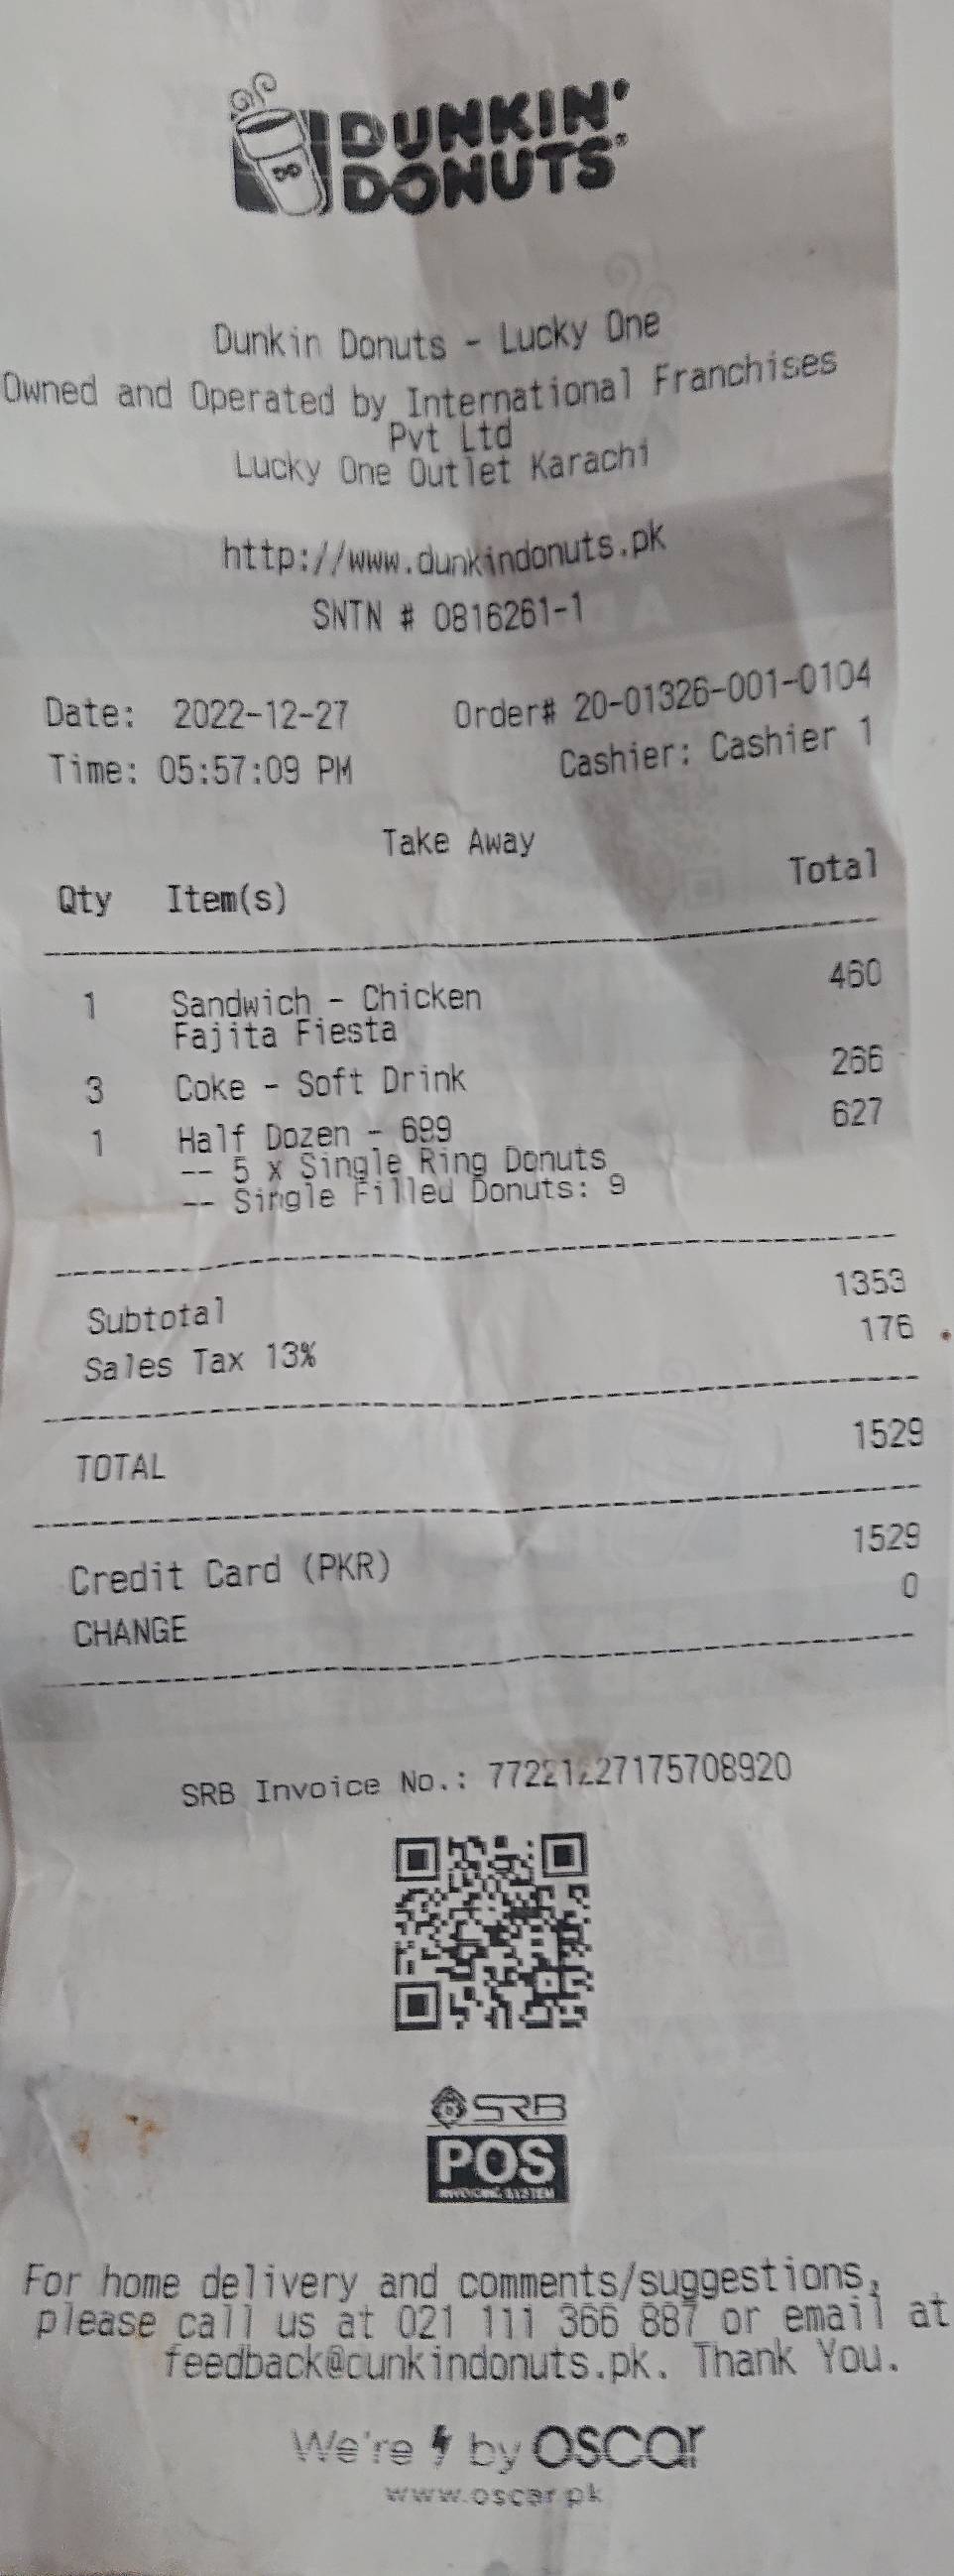 DUNKIN'
DONUTS
Dunkin Donuts - Lucky One
Owned and Operated by International Franchises
Pvt Ltd
Lucky One Outlet Karachi
http://www.dunkindonuts.pk
SNTN # 0816261-1
Date: 2022-12-27 Order# 20-01326-001-0104
Time: 05:57:09 PM Cashier: Cashier 1
Take Away
Qty Item(s) Total
1 Sandwich - Chicken 460
Fajita Fiesta
3 Coke - Soft Drink 266
1 Half Dozen - 699 627
-- 5 x Single Ring Donuts
-- Single Filled Donuts: 9
Subtotal 1353
Sales Tax 13% 176
TOTAL 1529
Credit Card (PKR) 1529
CHANGE 0
SRB Invoice No.: 77221227175708920
SRB
POS
INVOICING SYSTEM
For home delivery and comments/suggestions,
please call us at 021 111 366 887 or email at
feedback@cunkindonuts.pk. Thank You.
We're by oscar
www.oscar.pk